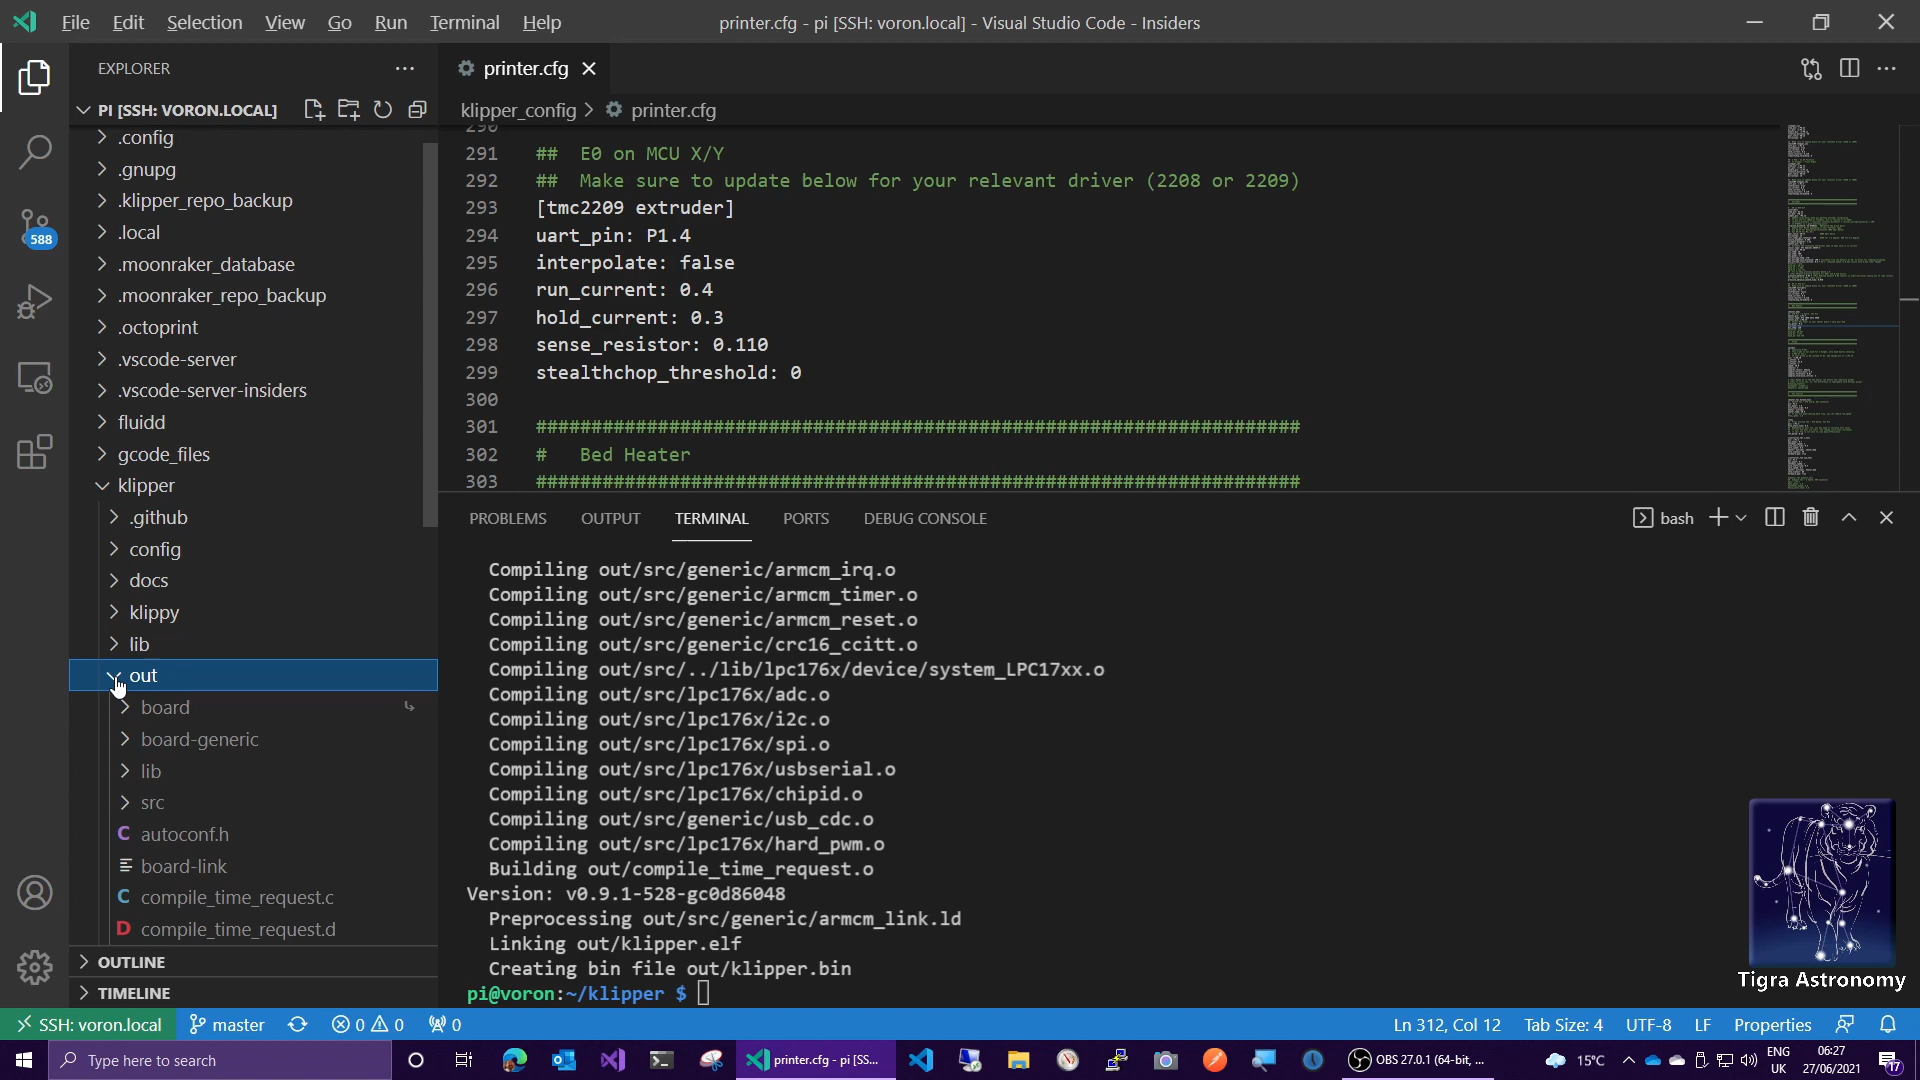 File Edit Selection View Go Run Terminal Help
printer.cfg - pi [SSH: voron.local] - Visual Studio Code - Insiders
EXPLORER
PI [SSH: VORON.LOCAL]
.config
.gnupg
.klipper_repo_backup
.local
.moonraker_database
.moonraker_repo_backup
.octoprint
.vscode-server
.vscode-server-insiders
fluidd
gcode_files
klipper
.github
config
docs
klippy
lib
out
board
board-generic
lib
src
autoconf.h
board-link
compile_time_request.c
compile_time_request.d
OUTLINE
TIMELINE
588
printer.cfg
klipper_config > printer.cfg
290
291 ## E0 on MCU X/Y
292 ## Make sure to update below for your relevant driver (2208 or 2209)
293 [tmc2209 extruder]
294 uart_pin: P1.4
295 interpolate: false
296 run_current: 0.4
297 hold_current: 0.3
298 sense_resistor: 0.110
299 stealthchop_threshold: 0
300
301 #####################################################################
302 # Bed Heater
303 #####################################################################
PROBLEMS OUTPUT TERMINAL PORTS DEBUG CONSOLE
bash
Compiling out/src/generic/armcm_irq.o
Compiling out/src/generic/armcm_timer.o
Compiling out/src/generic/armcm_reset.o
Compiling out/src/generic/crc16_ccitt.o
Compiling out/src/../lib/lpc176x/device/system_LPC17xx.o
Compiling out/src/lpc176x/adc.o
Compiling out/src/lpc176x/i2c.o
Compiling out/src/lpc176x/spi.o
Compiling out/src/lpc176x/usbserial.o
Compiling out/src/lpc176x/chipid.o
Compiling out/src/generic/usb_cdc.o
Compiling out/src/lpc176x/hard_pwm.o
Building out/compile_time_request.o
Version: v0.9.1-528-gc0d86048
Preprocessing out/src/generic/armcm_link.ld
Linking out/klipper.elf
Creating bin file out/klipper.bin
pi@voron:~/klipper $
Tigra Astronomy
SSH: voron.local master 0 0 0
Ln 312, Col 12 Tab Size: 4 UTF-8 LF Properties
Type here to search
printer.cfg - pi [SS...
OBS 27.0.1 (64-bit, ...
15°C
ENG
UK
06:27
27/06/2021
17